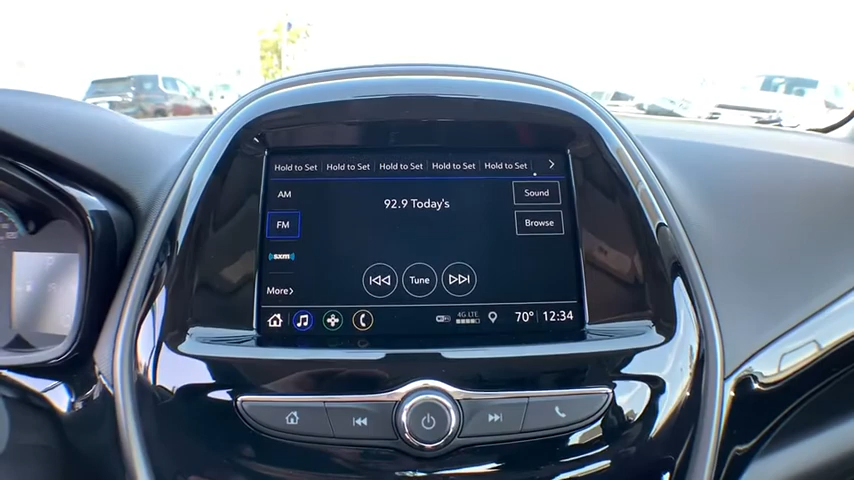 Hold to Set Hold to Set Hold to Set Hold to Set Hold to Set
AM
Sound
92.9 Today's
FM
Browse
sxm
Tune
More
4G LTE
70° 12:34